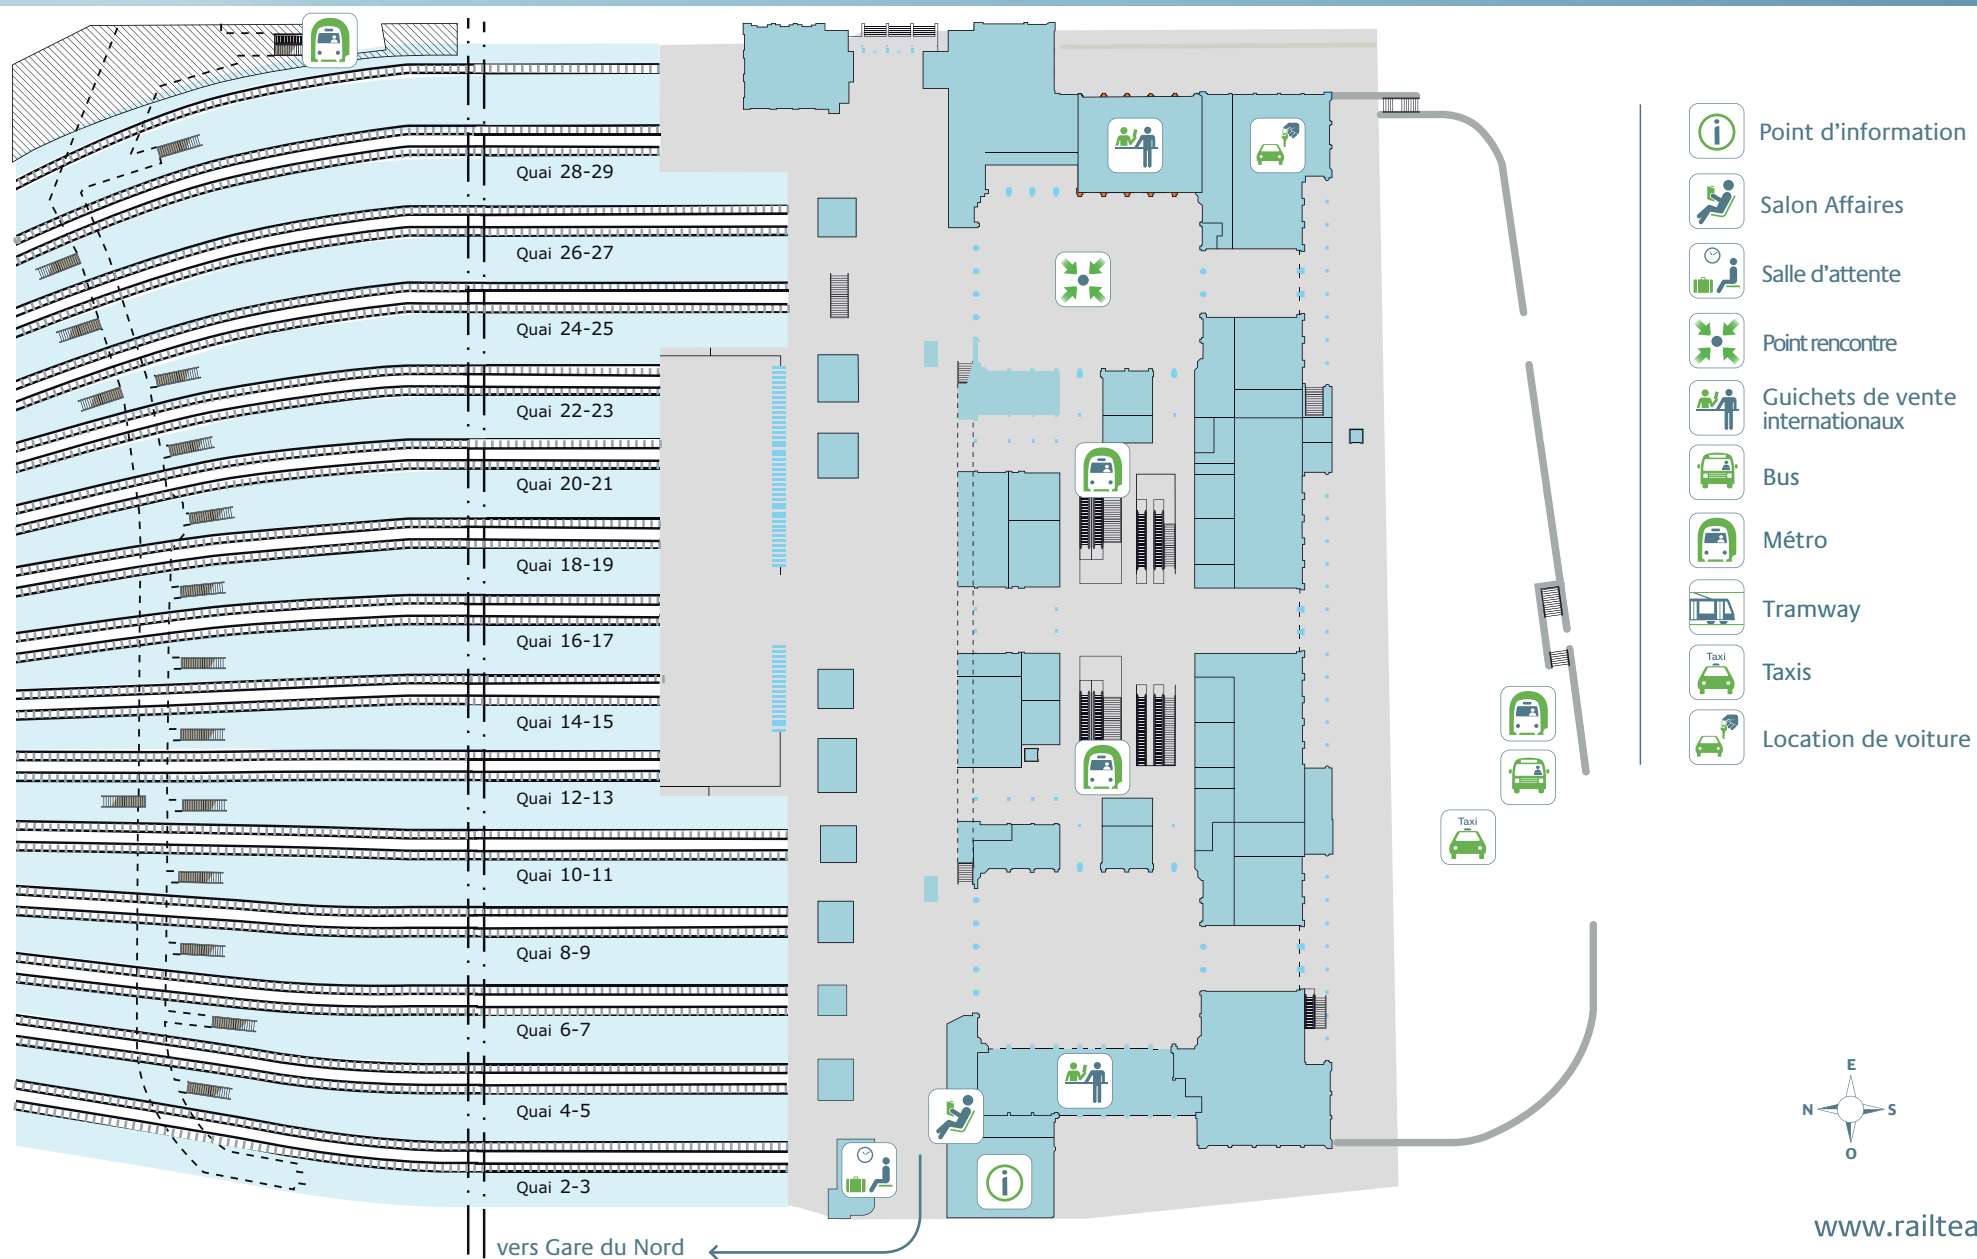 Quai 28-29
Quai 26-27
Quai 24-25
Quai 22-23
Quai 20-21
Quai 18-19
Quai 16-17
Quai 14-15
Quai 12-13
Quai 10-11
Quai 8-9
Quai 6-7
Quai 4-5
Quai 2-3
vers Gare du Nord
Taxi
Point d'information
Salon Affaires
Salle d'attente
Point rencontre
Guichets de vente
internationaux
Bus
Métro
Tramway
Taxi
Taxis
Location de voiture
E
N
S
O
www.railtea